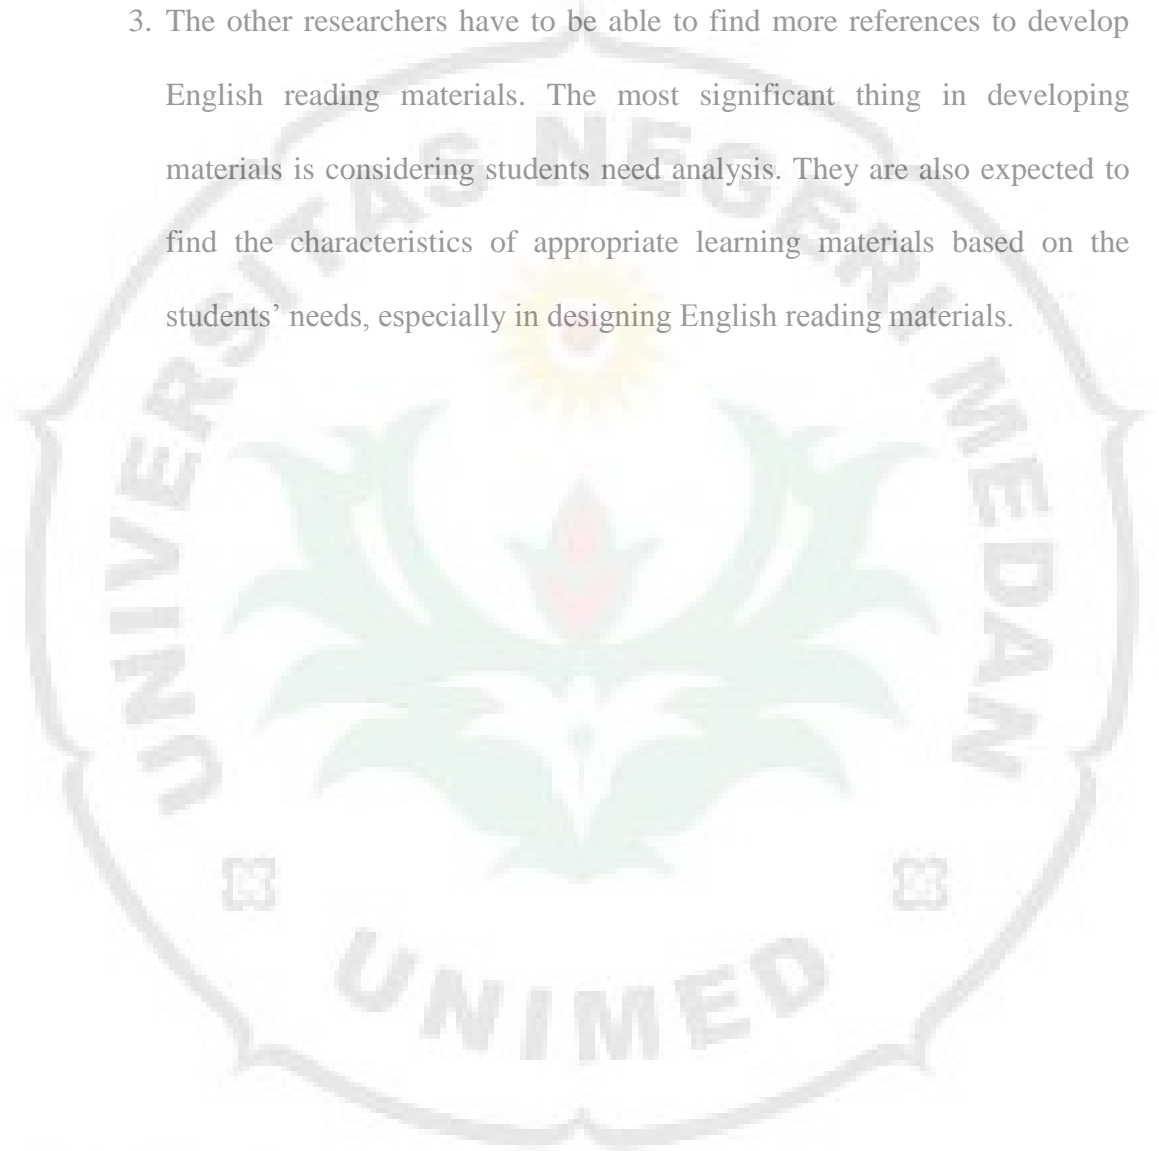 3. The other researchers have to be able to find more references to develop
English reading materials. The most significant thing in developing
materials is considering students need analysis. They are also expected to
find the characteristics of appropriate learning materials based on the
students’ needs, especially in designing English reading materials.
UNIVERSITAS NEGERI MEDAN
UNIMED